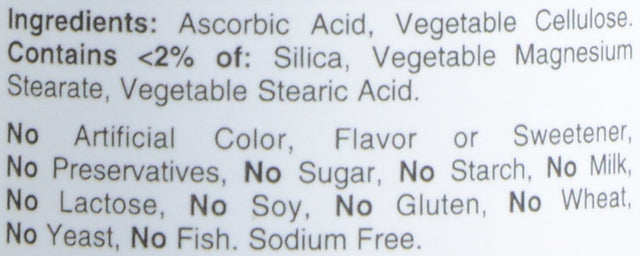 Ingredients: Ascorbic Acid, Vegetable Cellulose.
Contains <2% of: Silica, Vegetable Magnesium
Stearate, Vegetable Stearic Acid.
No Artificial Color, Flavor or Sweetener,
No Preservatives, No Sugar, No Starch, No Milk,
No Lactose, No Soy, No Gluten, No Wheat,
No Yeast, No Fish. Sodium Free.